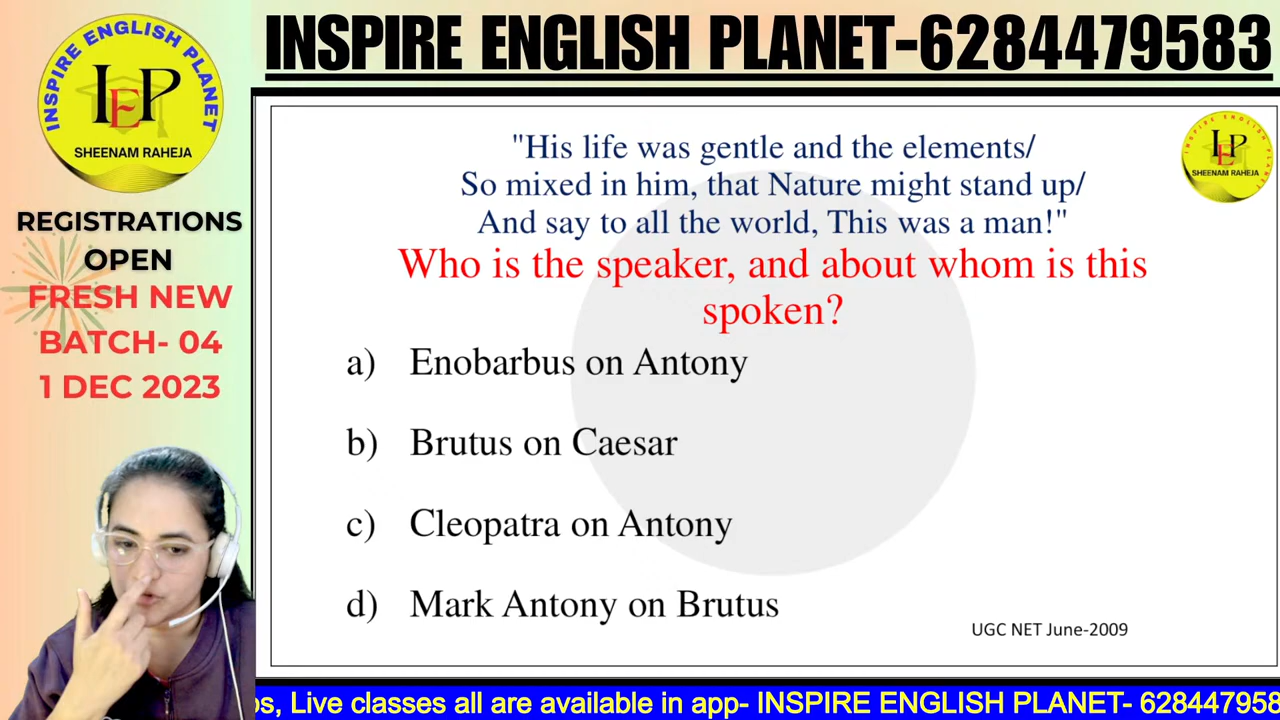 INSPIRE ENGLISH PLANET-6284479583
INSPIRE ENGLISH PLANET
IEP
SHEENAM RAHEJA
REGISTRATIONS
OPEN
FRESH NEW
BATCH- 04
1 DEC 2023
"His life was gentle and the elements/
So mixed in him, that Nature might stand up/
And say to all the world, This was a man!"
Who is the speaker, and about whom is this
spoken?
a) Enobarbus on Antony
b) Brutus on Caesar
c) Cleopatra on Antony
d) Mark Antony on Brutus
UGC NET June-2009
INSPIRE ENGLISH PLANET
IEP
SHEENAM RAHEJA
Live classes all are available in app- INSPIRE ENGLISH PLANET- 62844795